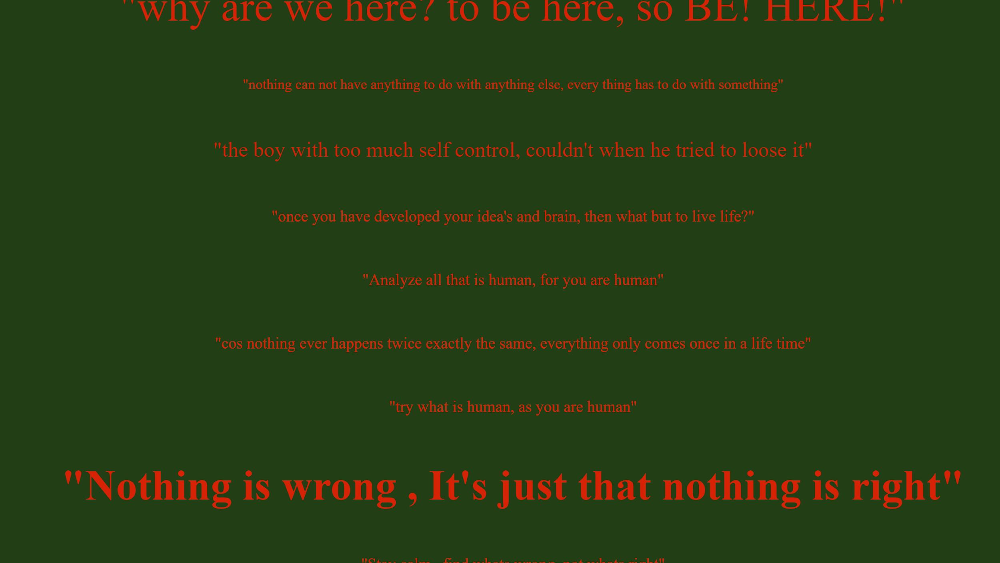 "why are we here? to be here, so BE! HERE!"
"nothing can not have anything to do with anything else, every thing has to do with something"
"the boy with too much self control, couldn't when he tried to loose it"
"once you have developed your idea's and brain, then what but to live life?"
"Analyze all that is human, for you are human"
"cos nothing ever happens twice exactly the same, everything only comes once in a life time"
"try what is human, as you are human"
"Nothing is wrong , It's just that nothing is right"
"Stay calm find whats wrong, not whats right"